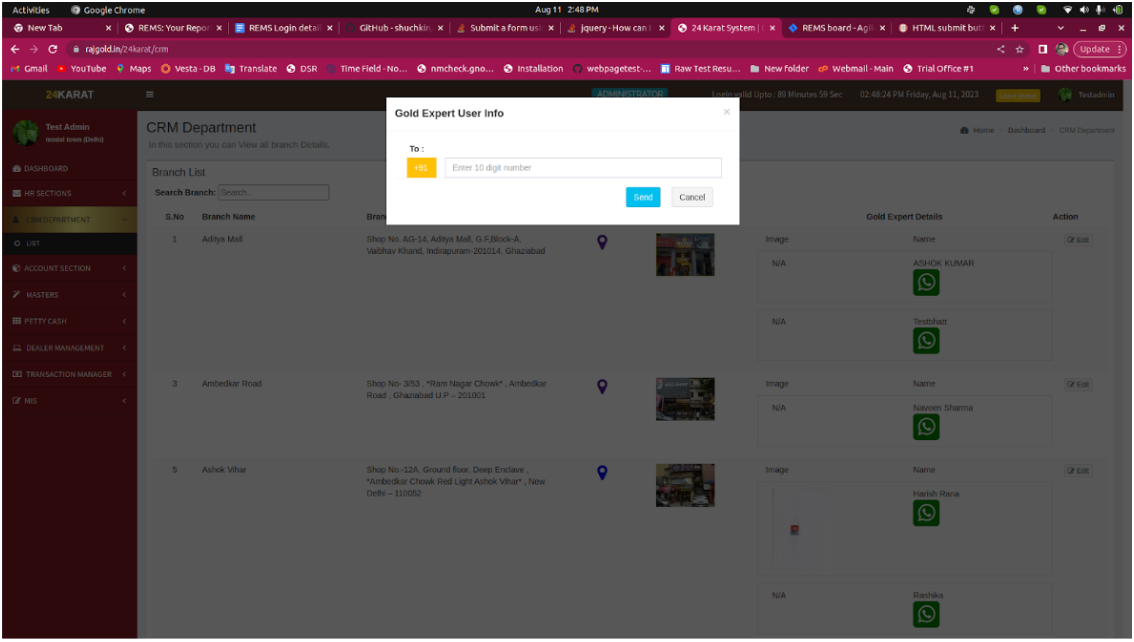 Activities Google Chrome Aug 11 2:48 PM
New Tab REMS: Your Repor REMS Login detail GitHub - shuchkin Submit a form usin jquery - How can I 24 Karat System | REMS board - Agil HTML submit butt
rajgold.in/24karat/crm Update
Gmail YouTube Maps Vesta - DB Translate DSR Time Field - No... nmcheck.gno... Installation webpagetest-... Raw Test Resu... New folder Webmail - Main Trial Office #1 » Other bookmarks
24KARAT ADMINISTRATOR Login valid Upto : 89 Minutes 59 Sec 02:48:24 PM Friday, Aug 11, 2023 Testadmin
Gold Expert User Info ×
To :
+91 Enter 10 digit number
Send Cancel
Test Admin
model town (Delhi)
DASHBOARD
HR SECTIONS
CRM DEPARTMENT
LIST
ACCOUNT SECTION
MASTERS
PETTY CASH
DEALER MANAGEMENT
TRANSACTION MANAGER
MIS
CRM Department Home Dashboard CRM Department
In this section you can View all branch Details.
Branch List
Search Branch: Search..
S.No Branch Name Bran Gold Expert Details Action
1 Aditya Mall Shop No. AG-14, Aditya Mall, G.F,Block-A, Image Name Edit
Vaibhav Khand, Indirapuram-201014, Ghaziabad
N/A ASHOK KUMAR
N/A Testbhatt
3 Ambedkar Road Shop No- 3/53 , *Ram Nagar Chowk* , Ambedkar Image Name Edit
Road , Ghaziabad U.P – 201001
N/A Naveen Sharma
5 Ashok Vihar Shop No.-12A, Ground floor, Deep Enclave , Image Name Edit
*Ambedkar Chowk Red Light Ashok Vihar* , New
Delhi – 110052
Harish Rana
N/A Rashika